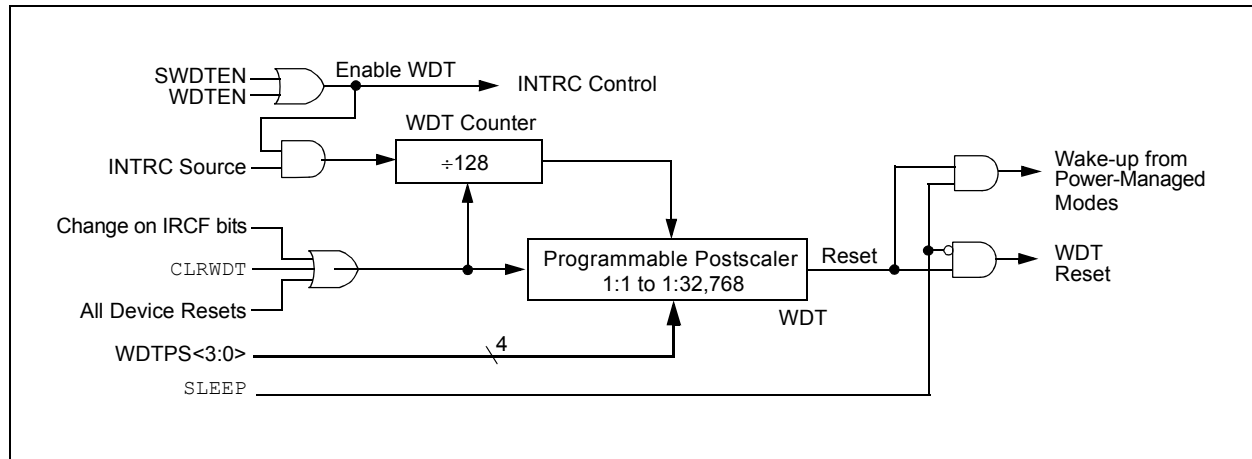 SWDTEN
WDTEN
Enable WDT
INTRC Control
WDT Counter
INTRC Source
÷128
Wake-up from
Power-Managed
Modes
Change on IRCF bits
CLRWDT
All Device Resets
Programmable Postscaler
1:1 to 1:32,768
Reset
WDT
WDT
Reset
WDTPS<3:0>
4
SLEEP